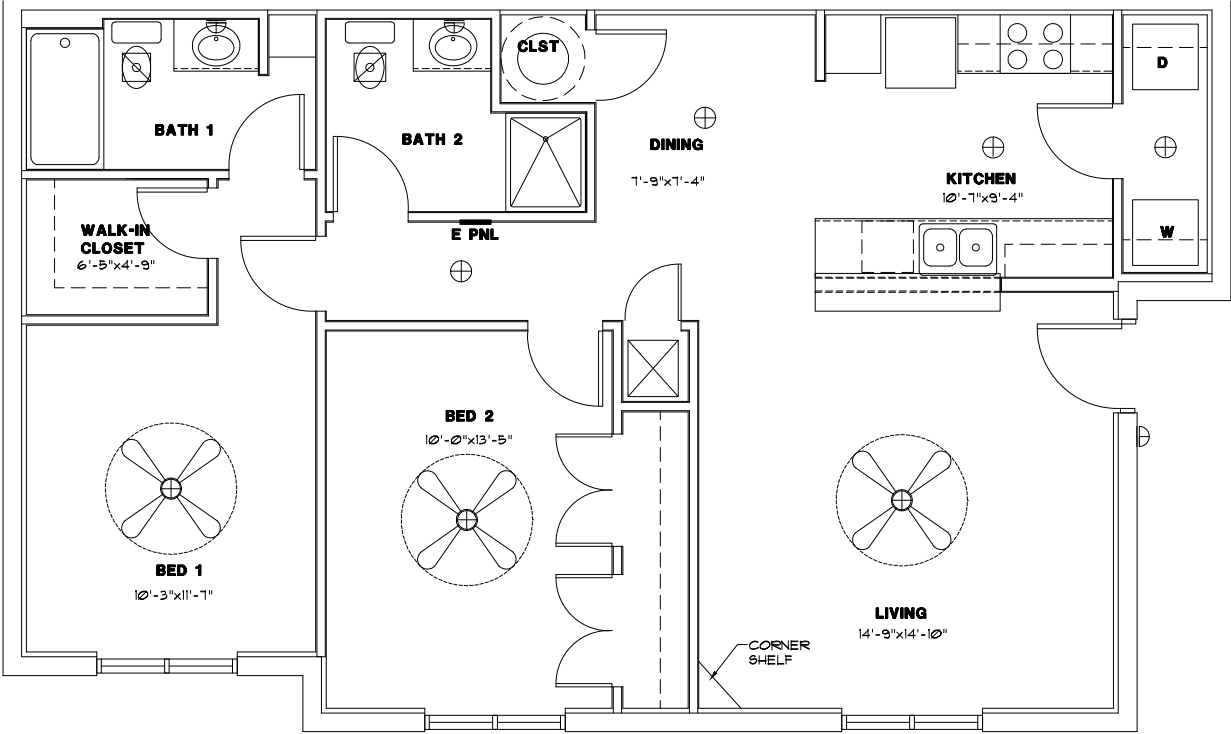 CLST
D
BATH 1
BATH 2
DINING
7'-9"x7'-4"
KITCHEN
10'-7"x9'-4"
WALK-IN
CLOSET
6'-5"x4'-9"
E PNL
W
BED 2
10'-0"x13'-5"
BED 1
10'-3"x11'-7"
LIVING
14'-9"x14'-10"
CORNER
SHELF